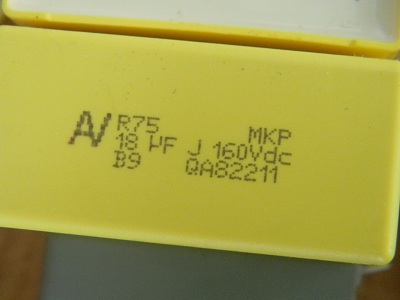 R75 MKP
18 µF J 160Vdc
B9 QA82211